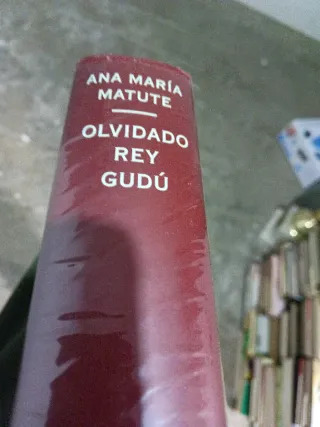 ANA MARÍA
MATUTE
OLVIDADO
REY
GUDÚ